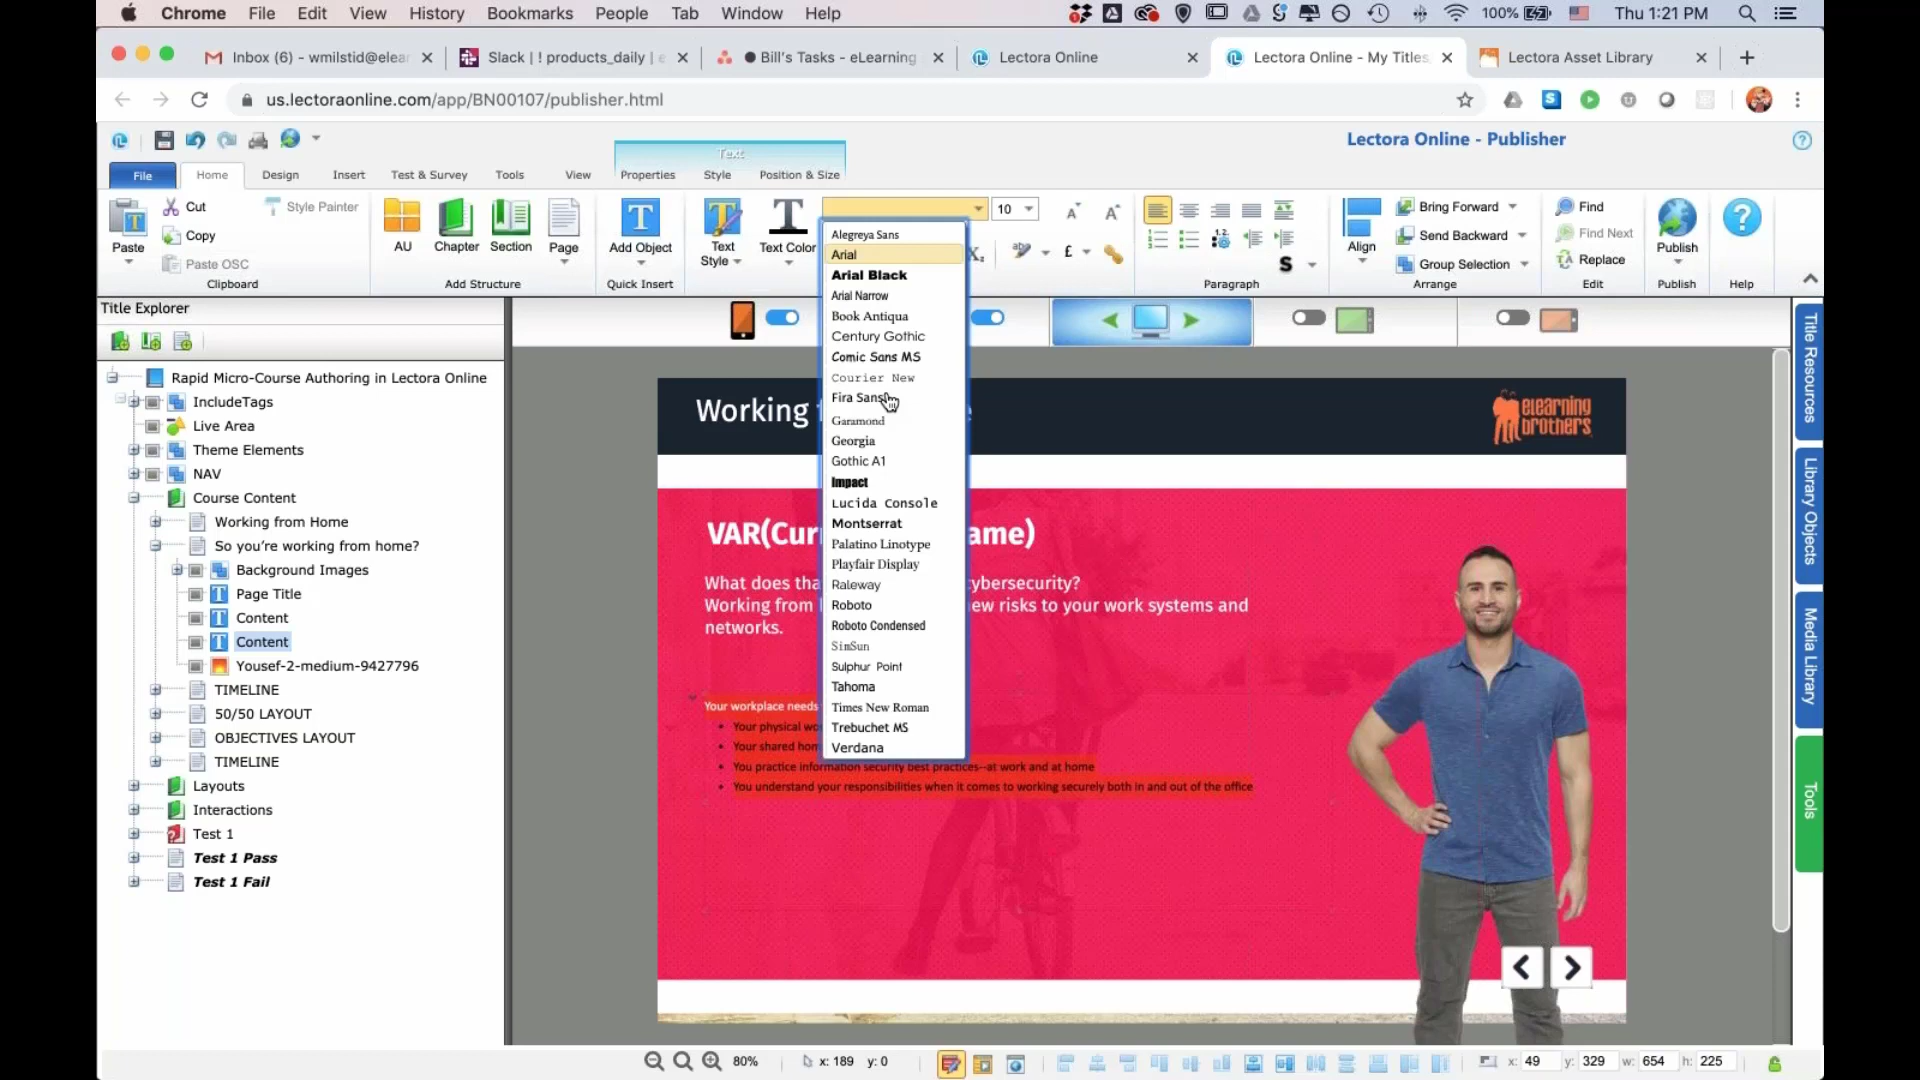 Chrome File Edit View History Bookmarks People Tab Window Help
100% Thu 1:21 PM
Inbox (6) - wmilstid@elear
Slack | ! products_daily | e
● Bill's Tasks - eLearning
Lectora Online
Lectora Online - My Titles
Lectora Asset Library
us.lectoraonline.com/app/BN00107/publisher.html
Lectora Online - Publisher
Text
File Home Design Insert Test & Survey Tools View Properties Style Position & Size
Paste
Cut
Copy
Paste OSC
Style Painter
Clipboard
AU Chapter Section Page
Add Structure
Add Object
Quick Insert
Text Style
Text Color
10
Paragraph
Align
Bring Forward
Send Backward
Group Selection
Arrange
Find
Find Next
Replace
Edit
Publish
Publish
Help
Alegreya Sans
Arial
Arial Black
Arial Narrow
Book Antiqua
Century Gothic
Comic Sans MS
Courier New
Fira Sans
Garamond
Georgia
Gothic A1
Impact
Lucida Console
Montserrat
Palatino Linotype
Playfair Display
Raleway
Roboto
Roboto Condensed
SimSun
Sulphur Point
Tahoma
Times New Roman
Trebuchet MS
Verdana
Title Explorer
Rapid Micro-Course Authoring in Lectora Online
IncludeTags
Live Area
Theme Elements
NAV
Course Content
Working from Home
So you're working from home?
Background Images
Page Title
Content
Content
Yousef-2-medium-9427796
TIMELINE
50/50 LAYOUT
OBJECTIVES LAYOUT
TIMELINE
Layouts
Interactions
Test 1
Test 1 Pass
Test 1 Fail
Working
eLearning
brothers
VAR(Cur ame)
What does tha ybersecurity?
Working from ew risks to your work systems and
networks.
Your workplace needs
• Your physical wo
• Your shared hom
• You practice information security best practices--at work and at home
• You understand your responsibilities when it comes to working securely both in and out of the office
Title Resources
Library Objects
Media Library
Tools
80% x: 189 y: 0
x: 49 y: 329 w: 654 h: 225